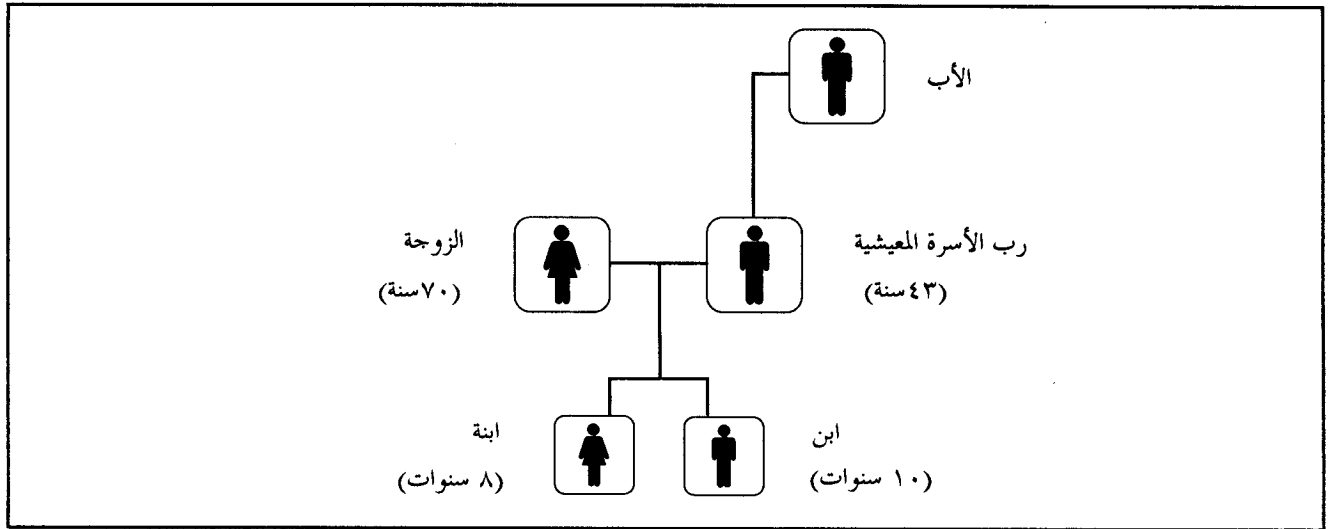 الأب
رب الأسرة المعيشية
(٤٣سنة)
الزوجة
(٧٠سنة)
ابن
(١٠ سنوات)
ابنة
(٨ سنوات)